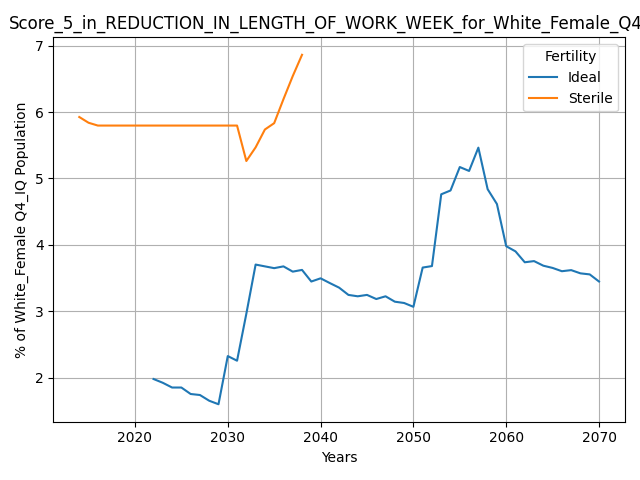 Score_5_in_REDUCTION_IN_LENGTH_OF_WORK_WEEK_for_White_Female_Q4
7
6
5
4
3
2
% of White_Female Q4_IQ Population
Fertility
Ideal
Sterile
2020 2030 2040 2050 2060 2070
Years